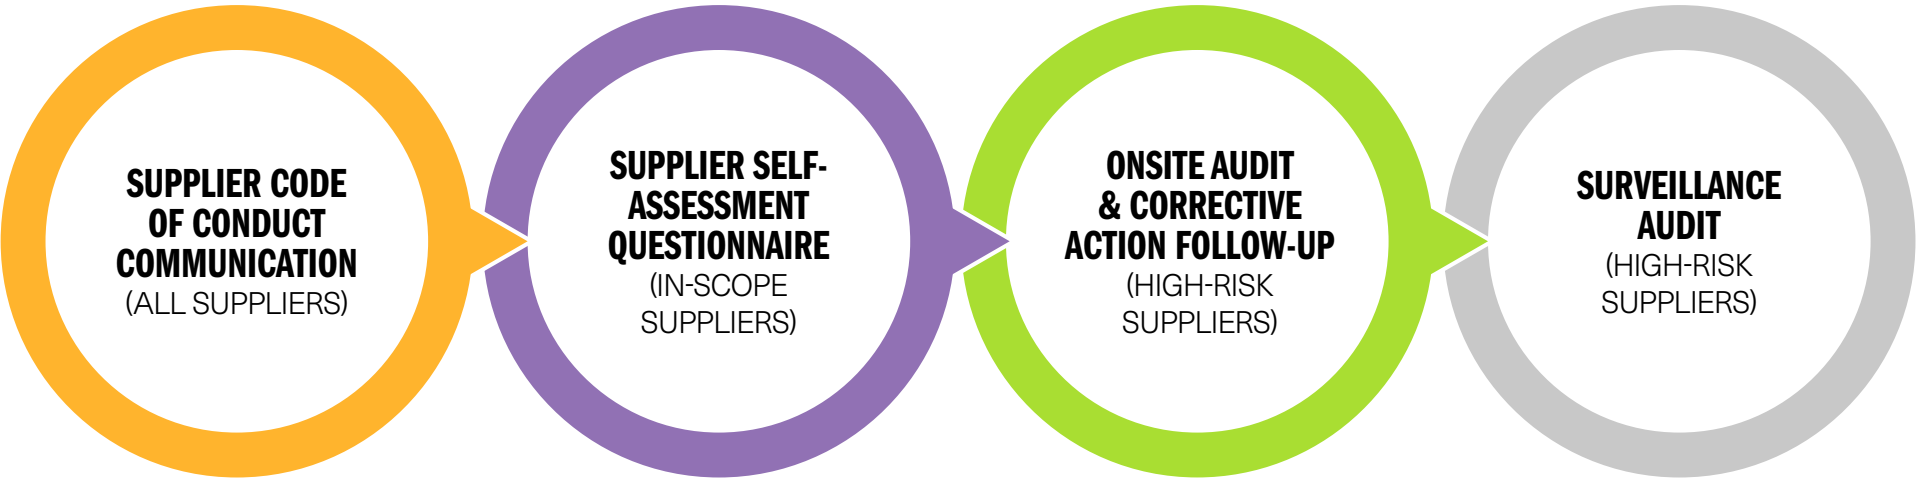 SUPPLIER CODE
OF CONDUCT
COMMUNICATION
(ALL SUPPLIERS)
SUPPLIER SELF-
ASSESSMENT
QUESTIONNAIRE
(IN-SCOPE
SUPPLIERS)
ONSITE AUDIT
& CORRECTIVE
ACTION FOLLOW-UP
(HIGH-RISK
SUPPLIERS)
SURVEILLANCE
AUDIT
(HIGH-RISK
SUPPLIERS)